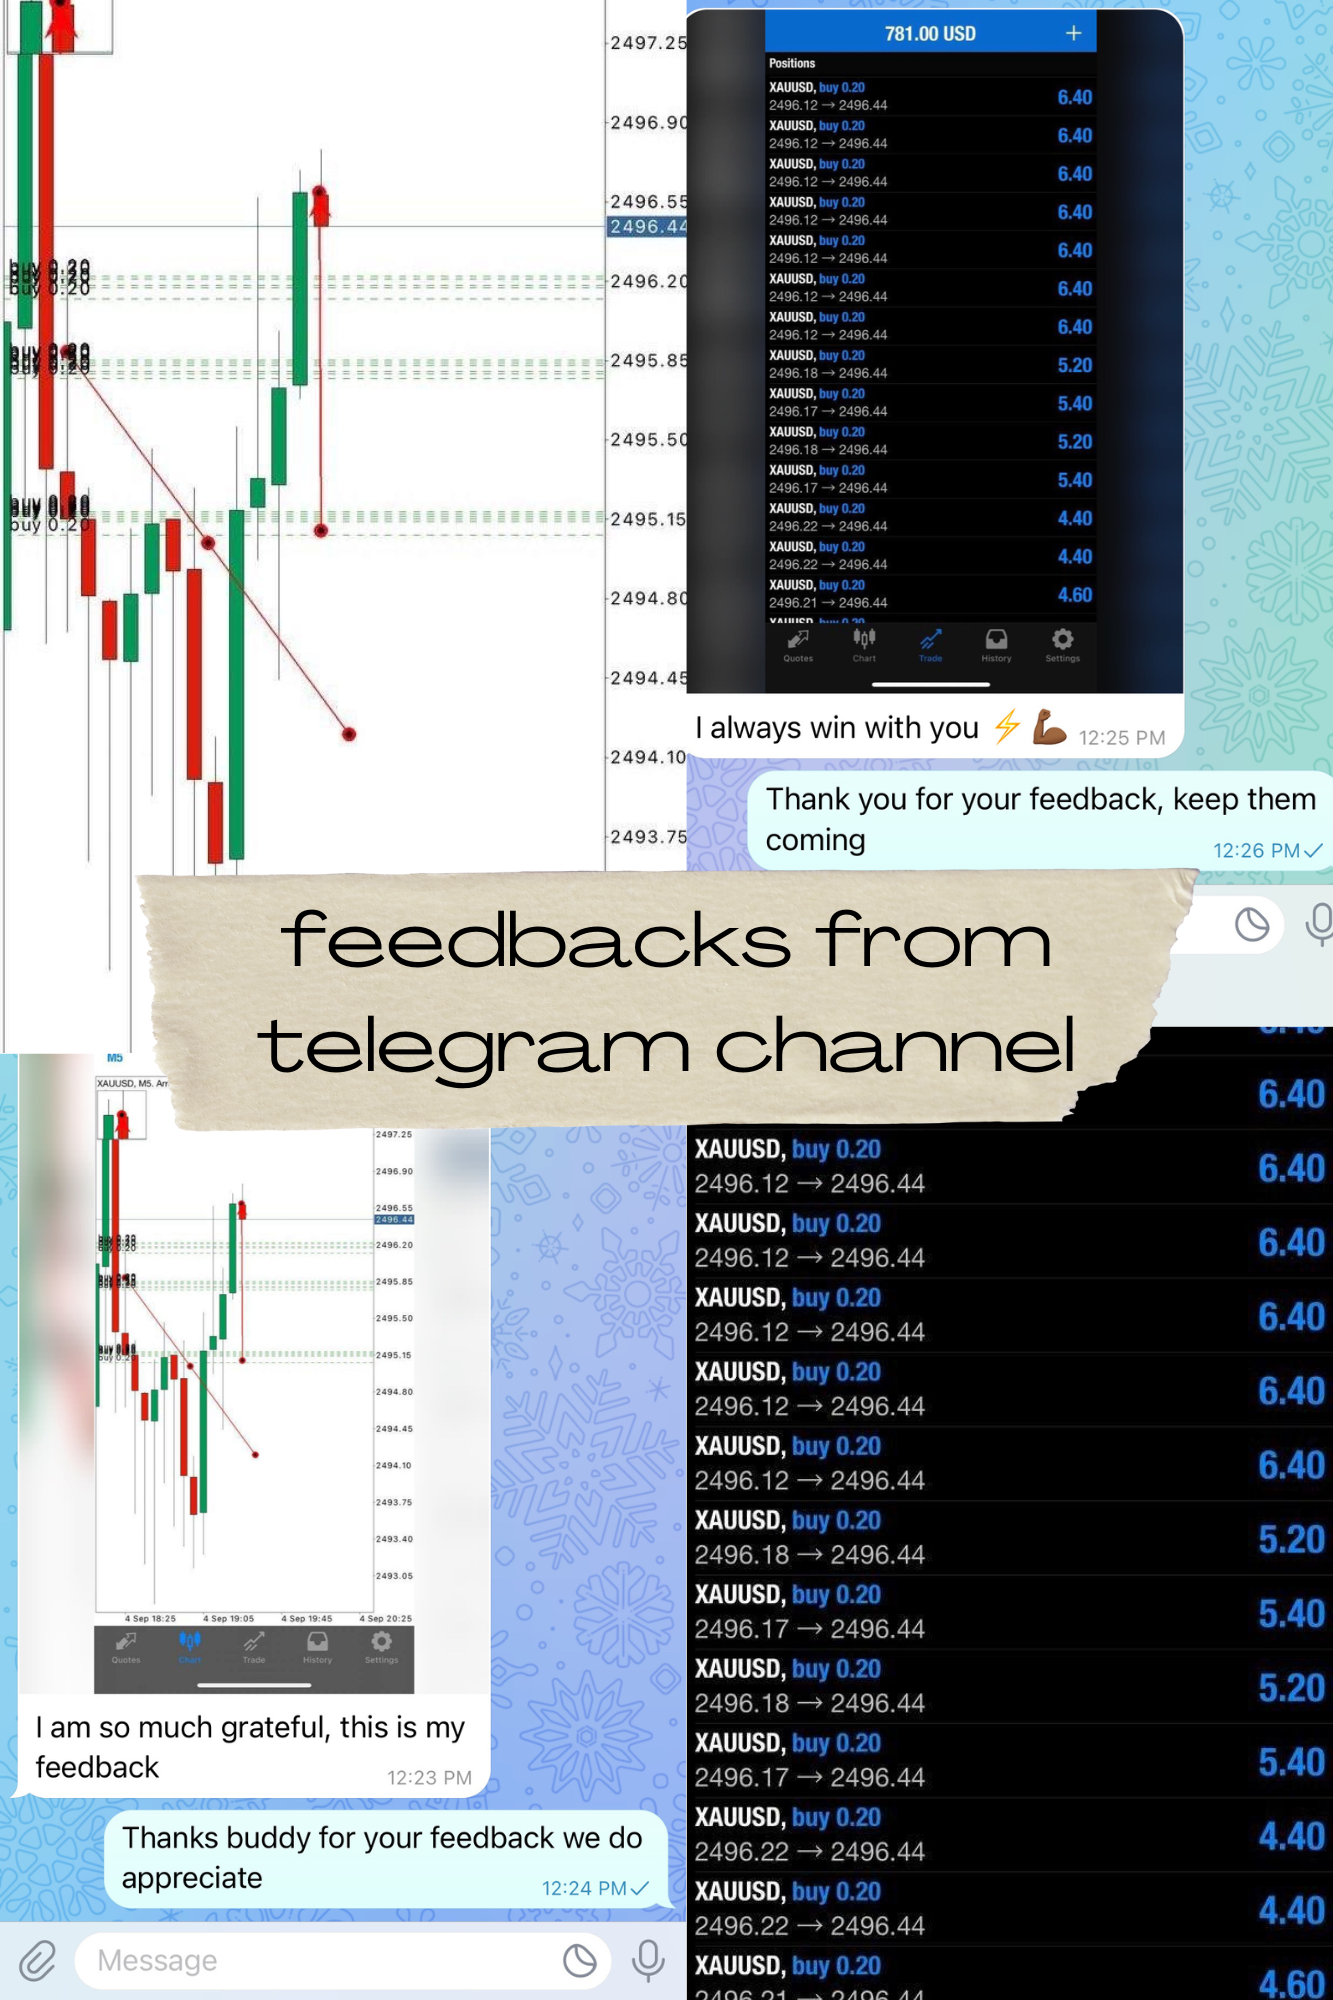 2497.25
2496.90
2496.55
2496.44
2496.20
2495.85
2495.50
2495.15
2494.80
2494.45
2494.10
2493.75
buy 0.20
buy 0.20
buy 0.20
781.00 USD
Positions
XAUUSD, buy 0.20
2496.12 → 2496.44
6.40
XAUUSD, buy 0.20
2496.12 → 2496.44
6.40
XAUUSD, buy 0.20
2496.12 → 2496.44
6.40
XAUUSD, buy 0.20
2496.12 → 2496.44
6.40
XAUUSD, buy 0.20
2496.12 → 2496.44
6.40
XAUUSD, buy 0.20
2496.12 → 2496.44
6.40
XAUUSD, buy 0.20
2496.12 → 2496.44
6.40
XAUUSD, buy 0.20
2496.18 → 2496.44
5.20
XAUUSD, buy 0.20
2496.17 → 2496.44
5.40
XAUUSD, buy 0.20
2496.18 → 2496.44
5.20
XAUUSD, buy 0.20
2496.17 → 2496.44
5.40
XAUUSD, buy 0.20
2496.22 → 2496.44
4.40
XAUUSD, buy 0.20
2496.22 → 2496.44
4.40
XAUUSD, buy 0.20
2496.21 → 2496.44
4.60
XAUUSD, buy 0.20
Quotes
Chart
Trade
History
Settings
I always win with you ⚡ 💪🏾
12:25 PM
Thank you for your feedback, keep them
coming
12:26 PM
feedbacks from
telegram channel
M5
XAUUSD, M5.
2497.25
2496.90
2496.55
2496.44
2496.20
2495.85
2495.50
2495.15
2494.80
2494.45
2494.10
2493.75
2493.40
2493.05
buy 0.20
buy 0.20
4 Sep 18:25
4 Sep 19:05
4 Sep 19:45
4 Sep 20:25
Quotes
Chart
Trade
History
Settings
I am so much grateful, this is my
feedback
12:23 PM
Thanks buddy for your feedback we do
appreciate
12:24 PM
Message
6.40
XAUUSD, buy 0.20
2496.12 → 2496.44
6.40
XAUUSD, buy 0.20
2496.12 → 2496.44
6.40
XAUUSD, buy 0.20
2496.12 → 2496.44
6.40
XAUUSD, buy 0.20
2496.12 → 2496.44
6.40
XAUUSD, buy 0.20
2496.12 → 2496.44
6.40
XAUUSD, buy 0.20
2496.18 → 2496.44
5.20
XAUUSD, buy 0.20
2496.17 → 2496.44
5.40
XAUUSD, buy 0.20
2496.18 → 2496.44
5.20
XAUUSD, buy 0.20
2496.17 → 2496.44
5.40
XAUUSD, buy 0.20
2496.22 → 2496.44
4.40
XAUUSD, buy 0.20
2496.22 → 2496.44
4.40
XAUUSD, buy 0.20
2496.21 → 2496.44
4.60